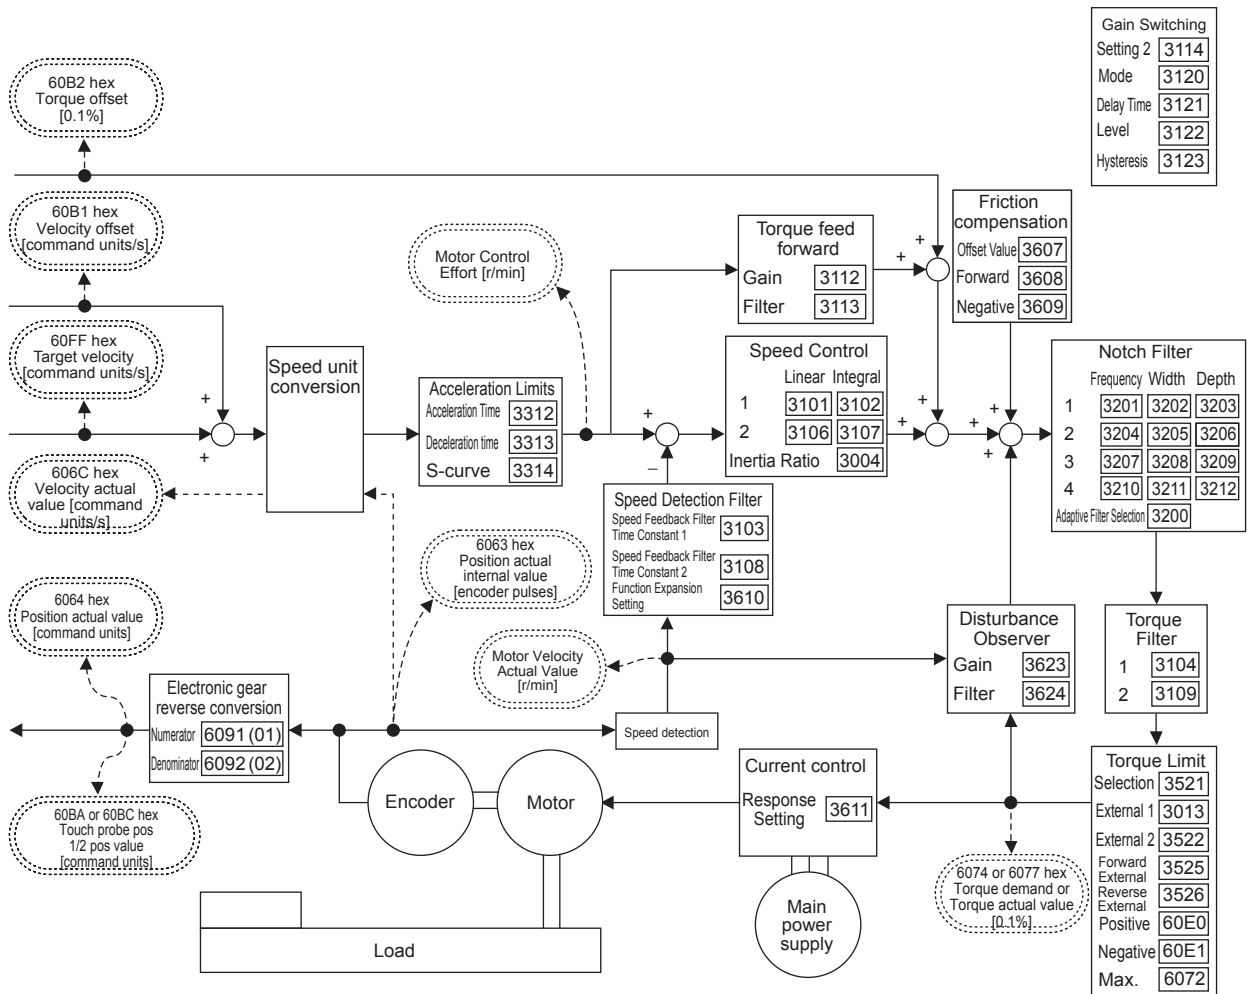 Gain Switching
Setting 2 3114
Mode 3120
Delay Time 3121
Level 3122
Hysteresis 3123
60B2 hex
Torque offset
[0.1%]
60B1 hex
Velocity offset
[command units/s]
60FF hex
Target velocity
[command units/s]
606C hex
Velocity actual
value [command
units/s]
+
+
Speed unit
conversion
Acceleration Limits
Acceleration Time 3312
Deceleration time 3313
S-curve 3314
Motor Control
Effort [r/min]
Torque feed
forward
Gain 3112
Filter 3113
+
+
Friction
compensation
Offset Value 3607
Forward 3608
Negative 3609
+
–
Speed Control
Linear Integral
1 3101 3102
2 3106 3107
Inertia Ratio 3004
+
+
+
+
+
Notch Filter
Frequency Width Depth
1 3201 3202 3203
2 3204 3205 3206
3 3207 3208 3209
4 3210 3211 3212
Adaptive Filter Selection 3200
Speed Detection Filter
Speed Feedback Filter
Time Constant 1 3103
Speed Feedback Filter
Time Constant 2 3108
Function Expansion
Setting 3610
6063 hex
Position actual
internal value
[encoder pulses]
6064 hex
Position actual value
[command units]
Motor Velocity
Actual Value
[r/min]
Disturbance
Observer
Gain 3623
Filter 3624
Torque
Filter
1 3104
2 3109
Electronic gear
reverse conversion
Numerator 6091 (01)
Denominator 6092 (02)
Speed detection
60BA or 60BC hex
Touch probe pos
1/2 pos value
[command units]
Encoder
Motor
Current control
Response
Setting 3611
Main
power
supply
Load
6074 or 6077 hex
Torque demand or
Torque actual value
[0.1%]
Torque Limit
Selection 3521
External 1 3013
External 2 3522
Forward
External 3525
Reverse
External 3526
Positive 60E0
Negative 60E1
Max. 6072